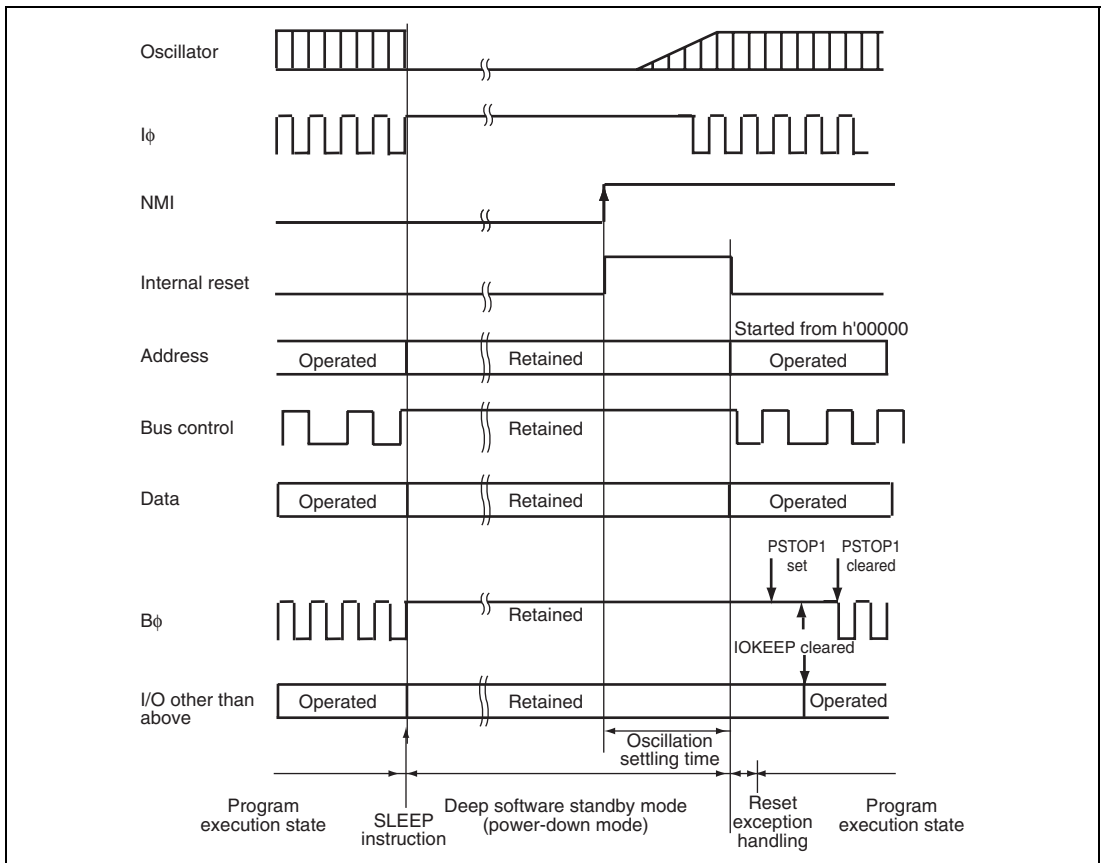 Oscillator
Iϕ
NMI
Internal reset
Started from h'00000
Address
Operated
Retained
Operated
Bus control
Retained
Data
Operated
Retained
Operated
PSTOP1
set
PSTOP1
cleared
Bϕ
Retained
IOKEEP cleared
I/O other than
above
Operated
Retained
Operated
Oscillation
settling time
Program
execution state
SLEEP
instruction
Deep software standby mode
(power-down mode)
Reset
exception
handling
Program
execution state